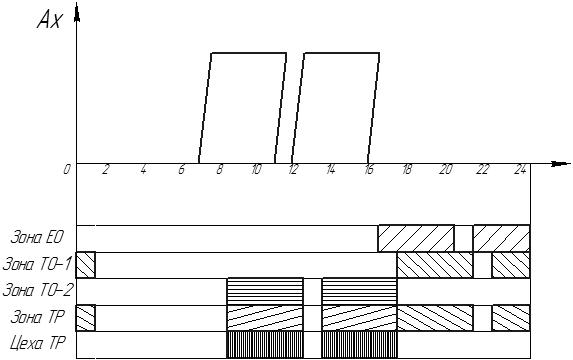 Ах
0 2 4 6 8 10 12 14 16 18 20 22 24
Зона ЕО
Зона ТО-1
Зона ТО-2
Зона ТР
Цеха ТР